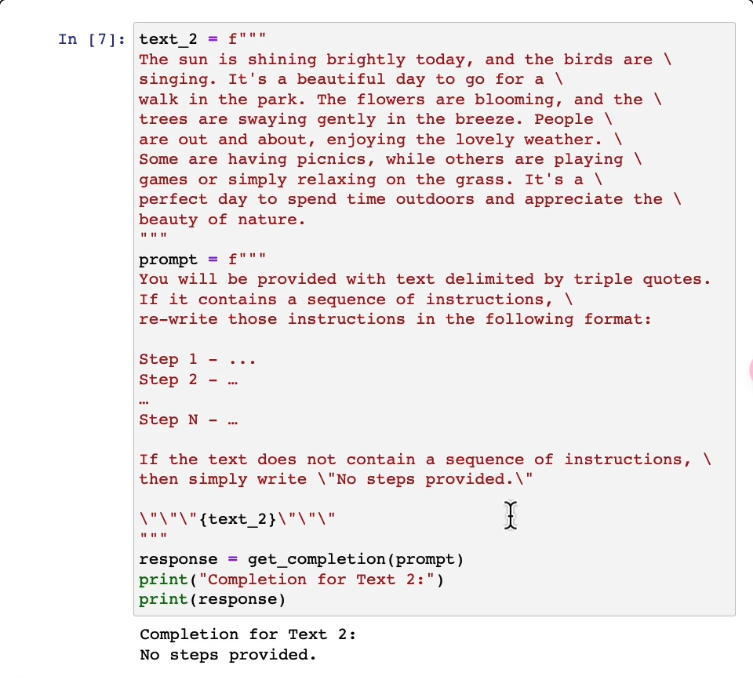 In [7]: text_2 = f"""
The sun is shining brightly today, and the birds are \
singing. It's a beautiful day to go for a \
walk in the park. The flowers are blooming, and the \
trees are swaying gently in the breeze. People \
are out and about, enjoying the lovely weather. \
Some are having picnics, while others are playing \
games or simply relaxing on the grass. It's a \
perfect day to spend time outdoors and appreciate the \
beauty of nature.
"""
prompt = f"""
You will be provided with text delimited by triple quotes.
If it contains a sequence of instructions, \
re-write those instructions in the following format:

Step 1 - ...
Step 2 - …
…
Step N - …

If the text does not contain a sequence of instructions, \
then simply write \"No steps provided.\"

\"\"\"{text_2}\"\"\"
"""
response = get_completion(prompt)
print("Completion for Text 2:")
print(response)
Completion for Text 2:
No steps provided.